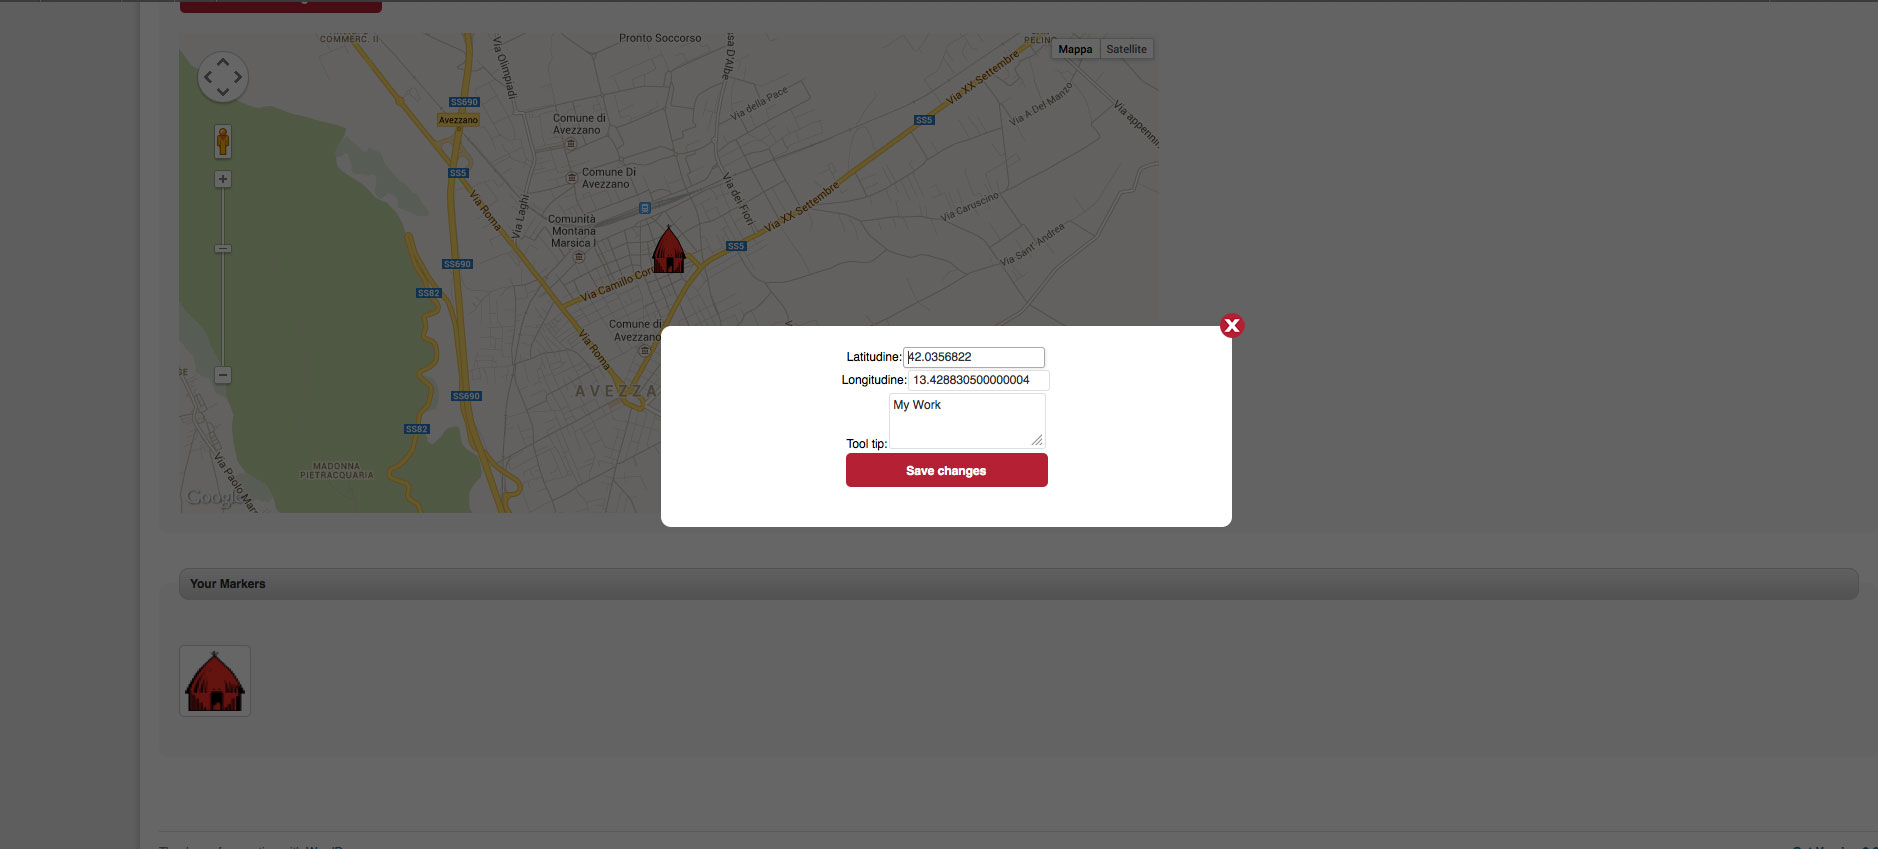 COMMERC. II
Pronto Soccorso
PELINO
Mappa
Satellite
Via Olimpiadi
Via XX Settembre
SS690
Avezzano
Comune di
Avezzano
Via della Pace
SS5
Via A.Del Manzo
SS5
Comune Di
Avezzano
Via dei Fiori
Via XX Settembre
Via Roma
Via Laghi
Comunità
Montana
Marsica I
Via Caruscino
SS5
Via Sant' Andrea
SS690
SS82
Via Camillo
Comune di
Avezzano
Via Roma
AVEZZA
SS690
SS82
MADONNA
PIETRACQUARIA
Via Paolo
Google
Latitudine: 42.0356822
Longitudine: 13.428830500000004
My Work
Tool tip:
Save changes
Your Markers